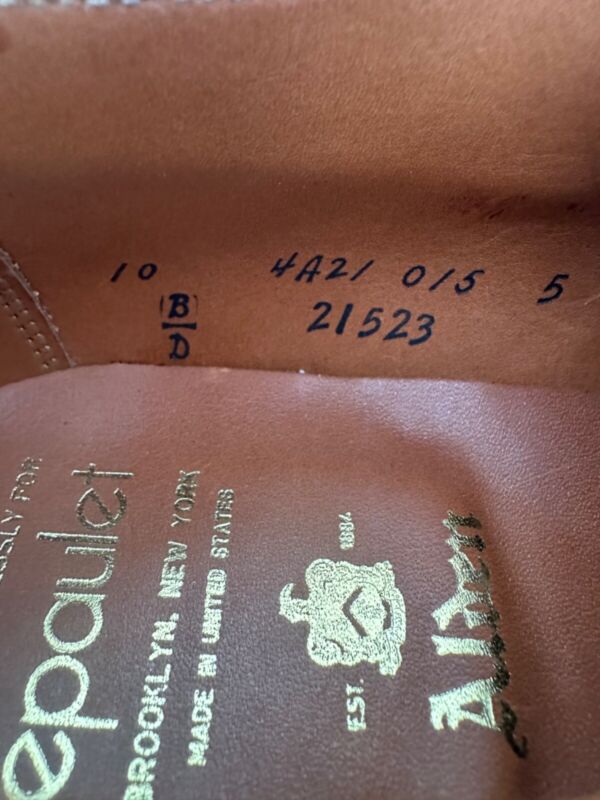 10 4A21 015 5
B 21523
D
epaulet
BROOKLYN, NEW YORK
MADE IN UNITED STATES
EST. 1884
Alden